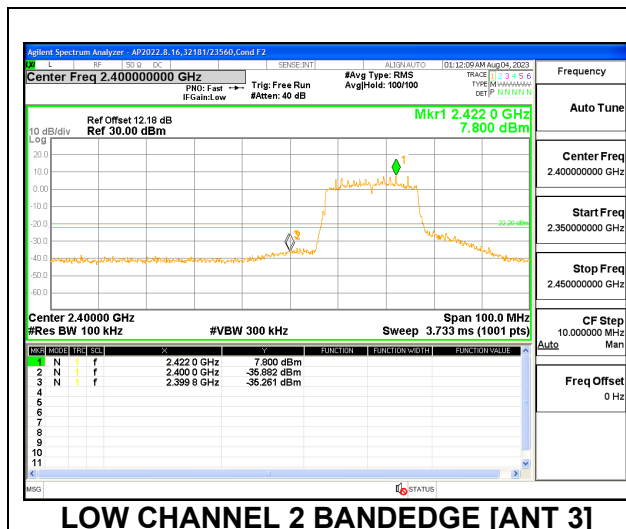 Agilent Spectrum Analyzer - AP2022.8.16,32181/23560,Cond F2
L RF 50 Ω DC SENSE:INT ALIGN AUTO 01:12:09 AM Aug 04, 2023
Center Freq 2.400000000 GHz
PNO: Fast
IFGain:Low
Trig: Free Run
#Atten: 40 dB
#Avg Type: RMS
Avg|Hold: 100/100
TRACE 1 2 3 4 5 6
TYPE M WWWWW
DET P N N N N N
Ref Offset 12.18 dB
Ref 30.00 dBm
10 dB/div
Log
Mkr1 2.422 0 GHz
7.800 dBm
20.0
10.0
0.00
-10.0
-20.0
-30.0
-40.0
-50.0
-60.0
1
-22.20 dBm
Center 2.40000 GHz
#Res BW 100 kHz
#VBW 300 kHz
Span 100.0 MHz
Sweep 3.733 ms (1001 pts)
MKR MODE TRC SCL X Y FUNCTION FUNCTION WIDTH FUNCTION VALUE
1 N 1 f 2.422 0 GHz 7.800 dBm
2 N 1 f 2.400 0 GHz -35.882 dBm
3 N 1 f 2.399 8 GHz -35.261 dBm
4
5
6
7
8
9
10
11
MSG
STATUS
Frequency
Auto Tune
Center Freq
2.400000000 GHz
Start Freq
2.350000000 GHz
Stop Freq
2.450000000 GHz
CF Step
10.000000 MHz
Auto Man
Freq Offset
0 Hz
LOW CHANNEL 2 BANDEDGE [ANT 3]